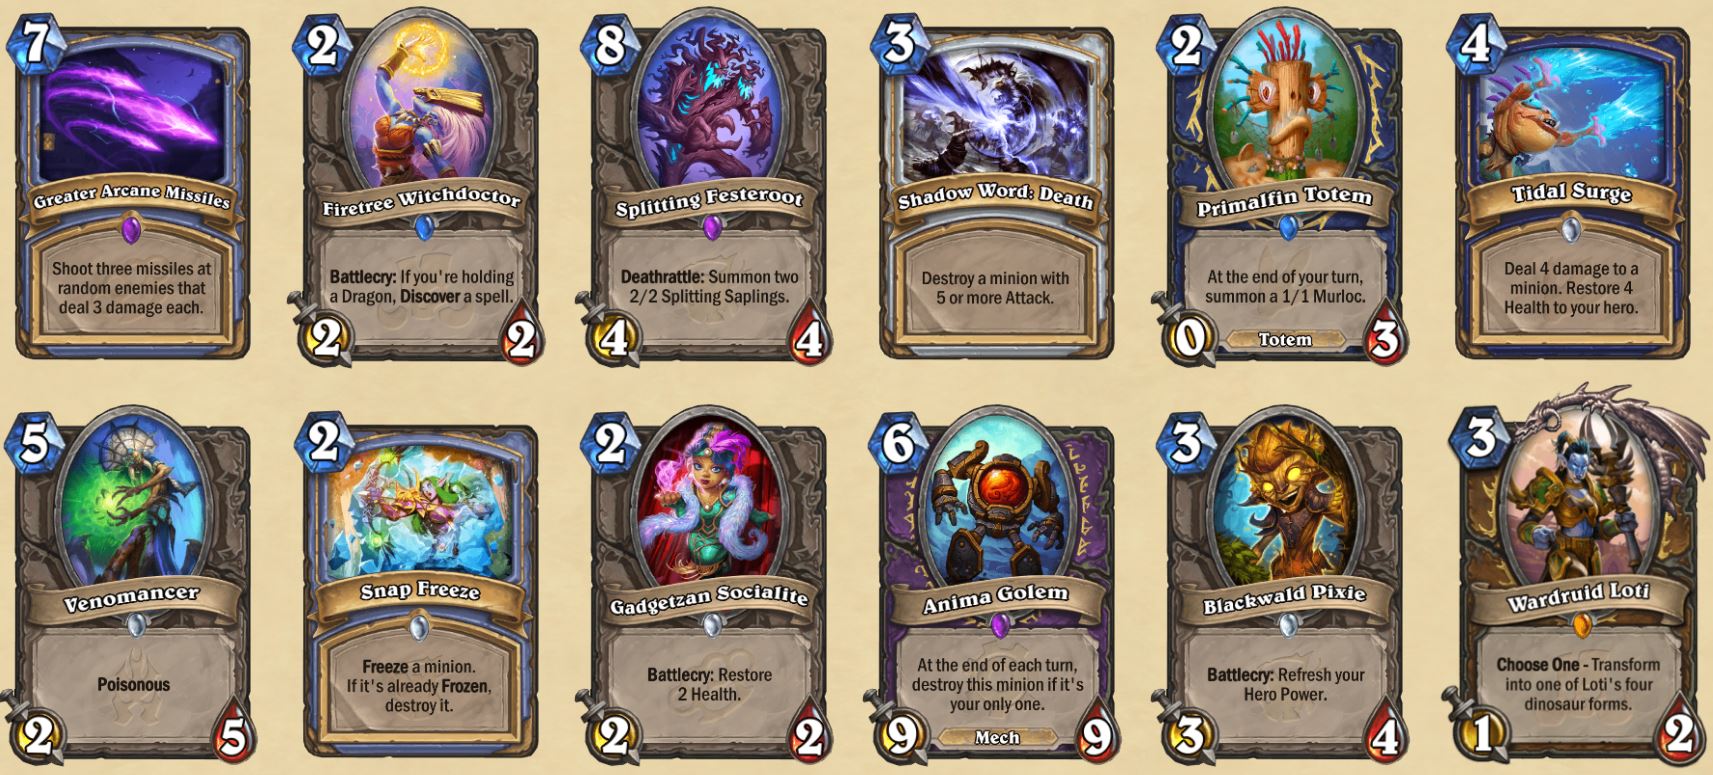 7
Greater Arcane Missiles
Shoot three missiles at
random enemies that
deal 3 damage each.
2
Firetree Witchdoctor
Battlecry: If you're holding
a Dragon, Discover a spell.
2
2
8
Splitting Festeroot
Deathrattle: Summon two
2/2 Splitting Saplings.
4
4
3
Shadow Word: Death
Destroy a minion with
5 or more Attack.
2
Primalfin Totem
At the end of your turn,
summon a 1/1 Murloc.
0
Totem
3
4
Tidal Surge
Deal 4 damage to a
minion. Restore 4
Health to your hero.
5
Venomancer
Poisonous
2
5
2
Snap Freeze
Freeze a minion.
If it's already Frozen,
destroy it.
2
Gadgetzan Socialite
Battlecry: Restore
2 Health.
2
2
6
Anima Golem
At the end of each turn,
destroy this minion if it's
your only one.
9
Mech
9
3
Blackwald Pixie
Battlecry: Refresh your
Hero Power.
3
4
3
Wardruid Loti
Choose One - Transform
into one of Loti's four
dinosaur forms.
1
2